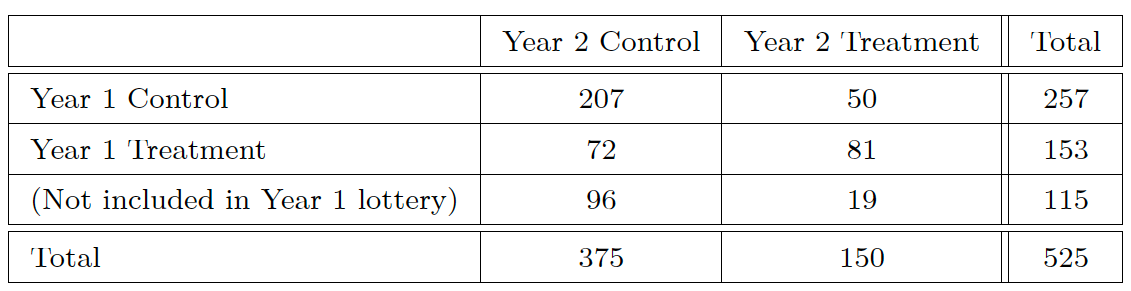 Year 2 Control Year 2 Treatment Total
Year 1 Control 207 50 257
Year 1 Treatment 72 81 153
(Not included in Year 1 lottery) 96 19 115
Total 375 150 525